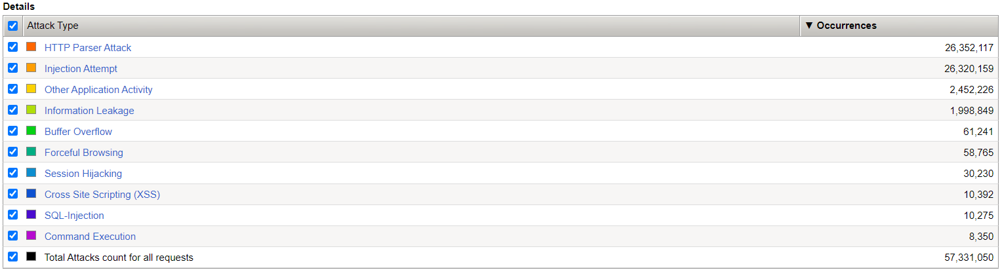 Details
Attack Type ▼ Occurrences
HTTP Parser Attack 26,352,117
Injection Attempt 26,320,159
Other Application Activity 2,452,226
Information Leakage 1,998,849
Buffer Overflow 61,241
Forceful Browsing 58,765
Session Hijacking 30,230
Cross Site Scripting (XSS) 10,392
SQL-Injection 10,275
Command Execution 8,350
Total Attacks count for all requests 57,331,050